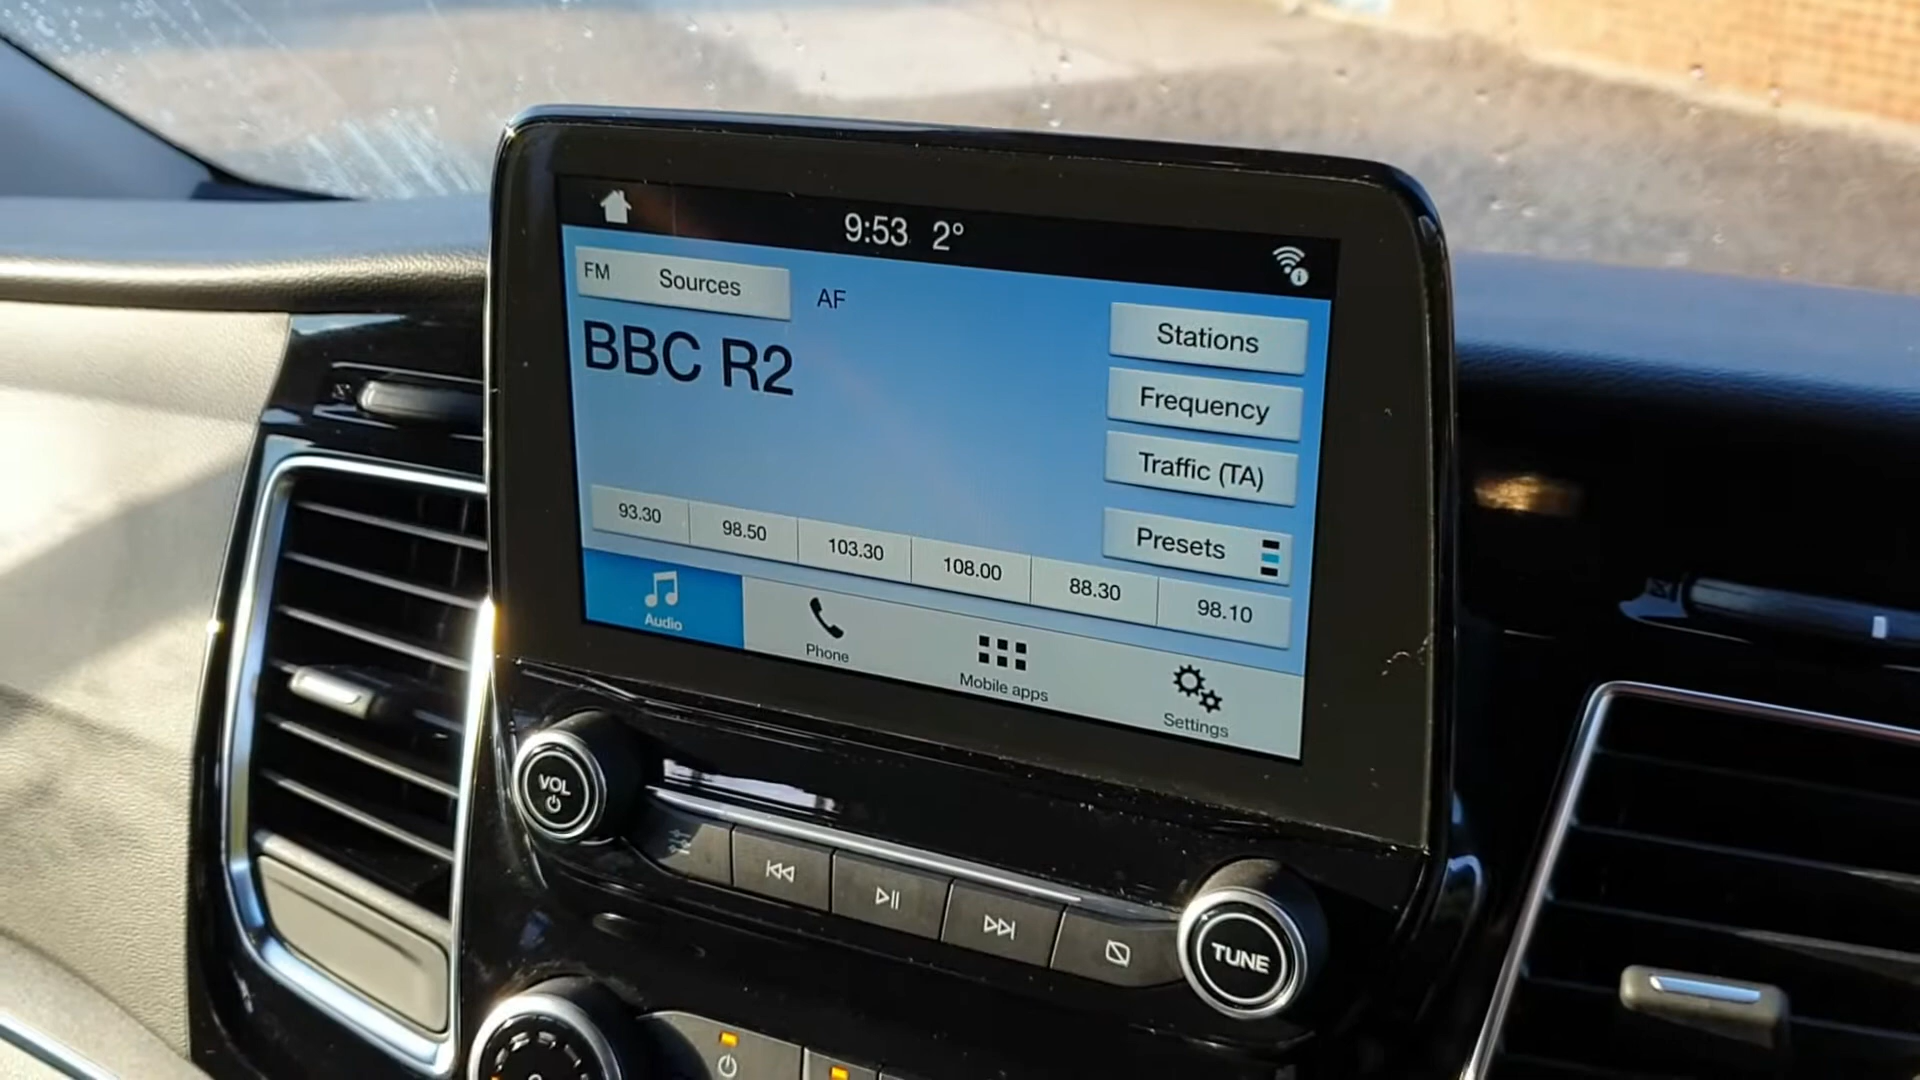 9:53 2°
FM Sources AF
BBC R2
Stations
Frequency
Traffic (TA)
Presets
93.30 98.50 103.30 108.00 88.30 98.10
Audio Phone Mobile apps Settings
VOL
TUNE